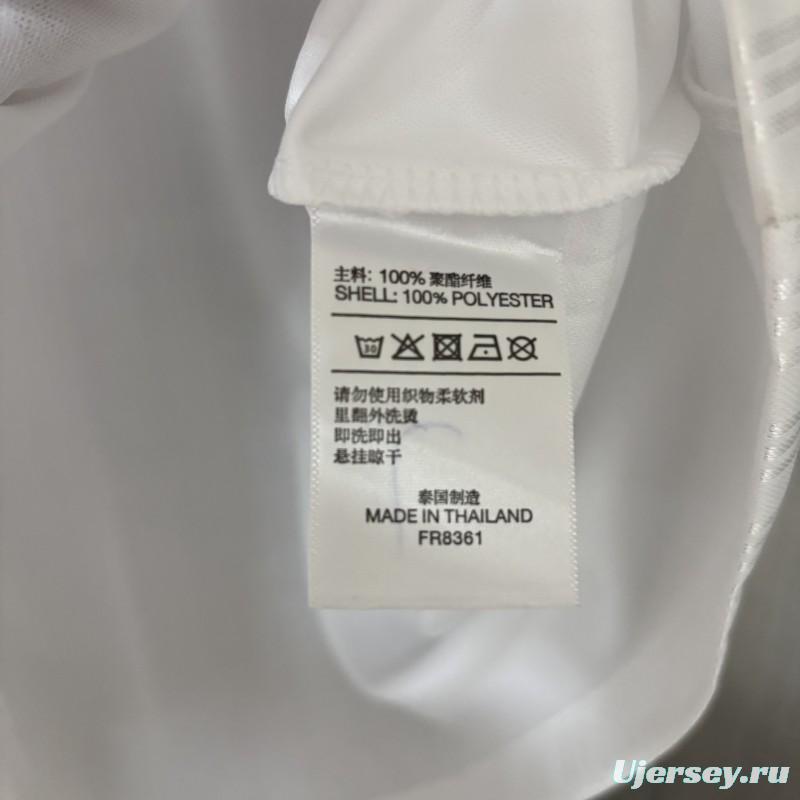 主料: 100% 聚酯纤维
SHELL: 100% POLYESTER
30
请勿使用织物柔软剂
里翻外洗烫
即洗即出
悬挂晾干
泰国制造
MADE IN THAILAND
FR8361
Ujersey.ru